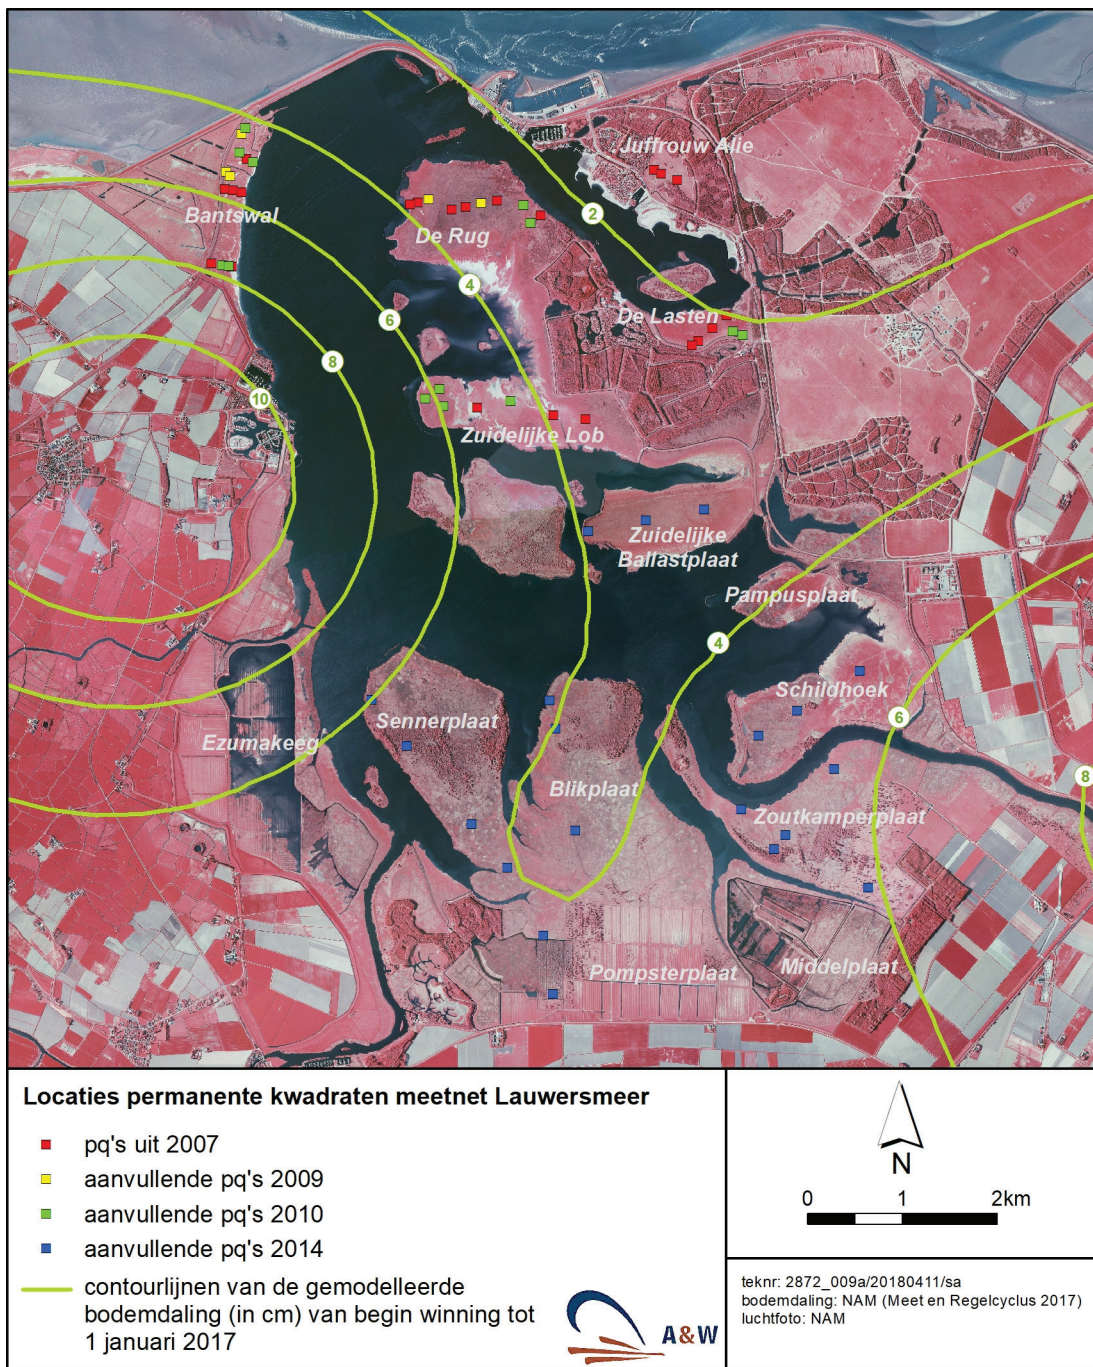 Juffrouw Alie
Bantswal
2
De Rug
4
De Lasten
6
8
10
Zuidelijke Lob
Zuidelijke
Ballastplaat
Pampusplaat
4
Schildhoek
Sennerplaat
6
Ezumakeeg
8
Blikplaat
Zoutkamperplaat
Pompsterplaat
Middelplaat
Locaties permanente kwadraten meetnet Lauwersmeer
pq's uit 2007
aanvullende pq's 2009
aanvullende pq's 2010
aanvullende pq's 2014
contourlijnen van de gemodelleerde
bodemdaling (in cm) van begin winning tot
1 januari 2017
A&W
N
0 1 2km
teknr: 2872_009a/20180411/sa
bodemdaling: NAM (Meet en Regelcyclus 2017)
luchtfoto: NAM